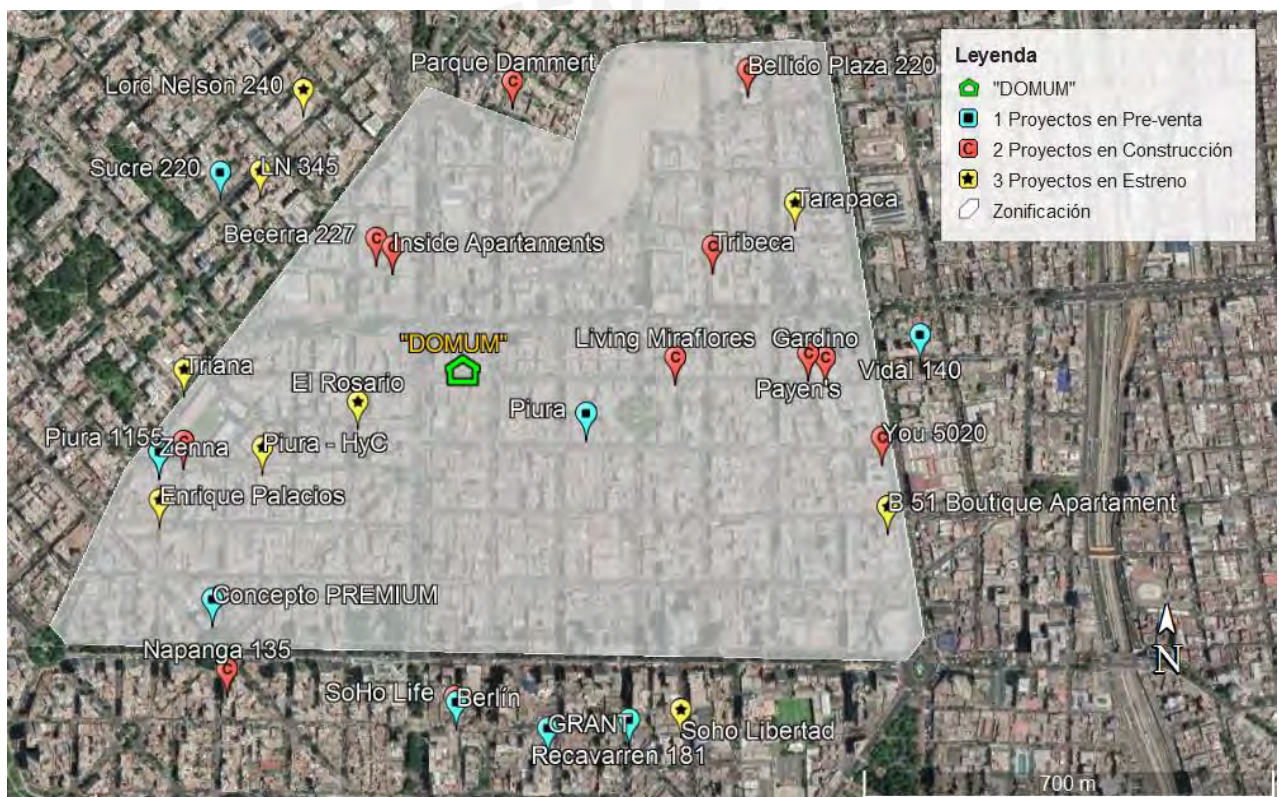 TENE
Parque Dammert
Bellido Plaza 220
Leyenda
"DOMUM"
1 Proyectos en Pre-venta
2 Proyectos en Construcción
3 Proyectos en Estreno
Zonificación
Lord Nelson 240
Sucre 220
LN 345
Tarapaca
Becerra 227
Inside Apartaments
Tribeca
"DOMUM"
Living Miraflores
Gardino
Vidal 140
Triana
El Rosario
Payen's
Piura
Piura 1155
Zenna
Piura - HyC
You 5020
Enrique Palacios
B 51 Boutique Apartament
Concepto PREMIUM
Napanga 135
N
SoHo Life
Berlín
GRANT
Soho Libertad
Recavarren 181
700 m
C
C
C
C
C
C
C
C
C
C
C
C